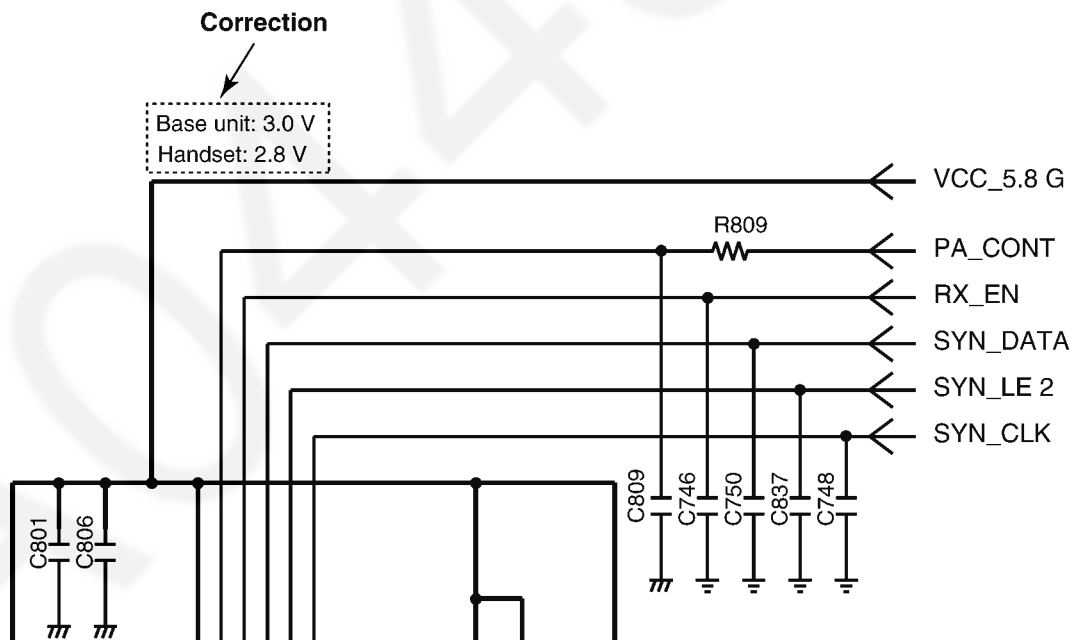 Correction
Base unit: 3.0 V
Handset: 2.8 V
VCC_5.8 G
R809
PA_CONT
RX_EN
SYN_DATA
SYN_LE 2
SYN_CLK
C809
C746
C750
C837
C748
C801
C806